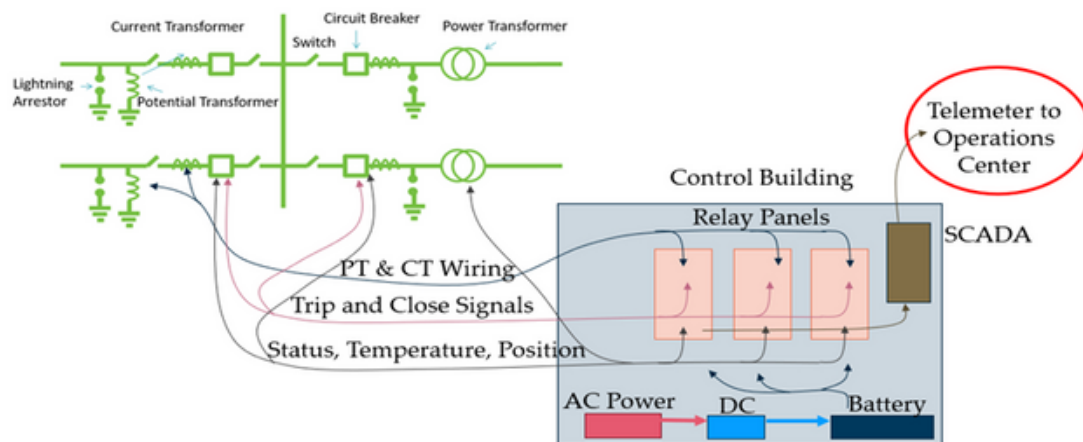 Current Transformer
Circuit Breaker
Switch
Power Transformer
Lightning
Arrestor
Potential Transformer
Telemeter to
Operations
Center
Control Building
Relay Panels
SCADA
PT & CT Wiring
Trip and Close Signals
Status, Temperature, Position
AC Power
DC
Battery